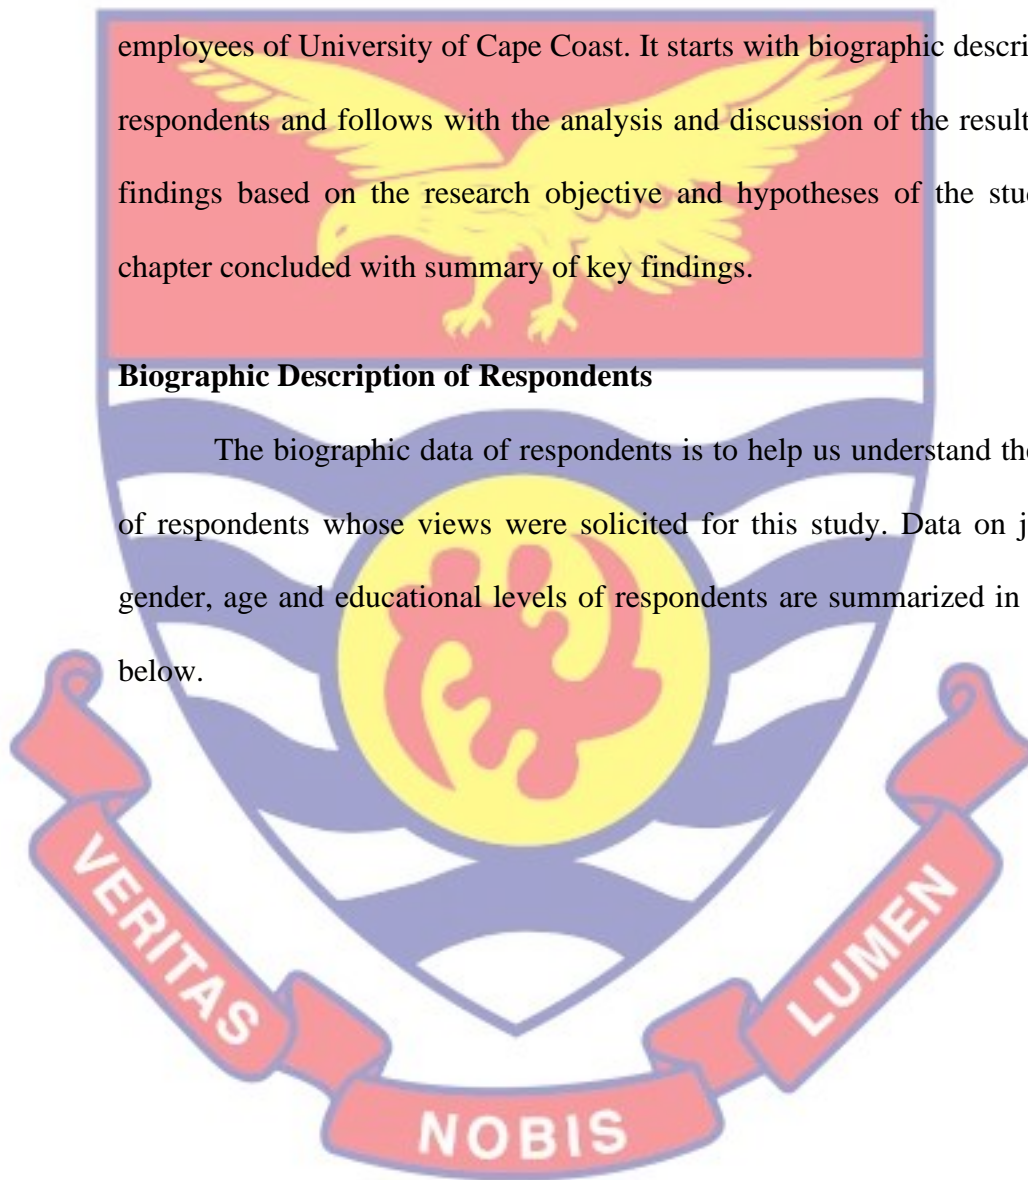 employees of University of Cape Coast. It starts with biographic descri
respondents and follows with the analysis and discussion of the result
findings based on the research objective and hypotheses of the stu
chapter concluded with summary of key findings.
Biographic Description of Respondents
The biographic data of respondents is to help us understand the
of respondents whose views were solicited for this study. Data on j
gender, age and educational levels of respondents are summarized in
below.
VERITAS
NOBIS
LUMEN